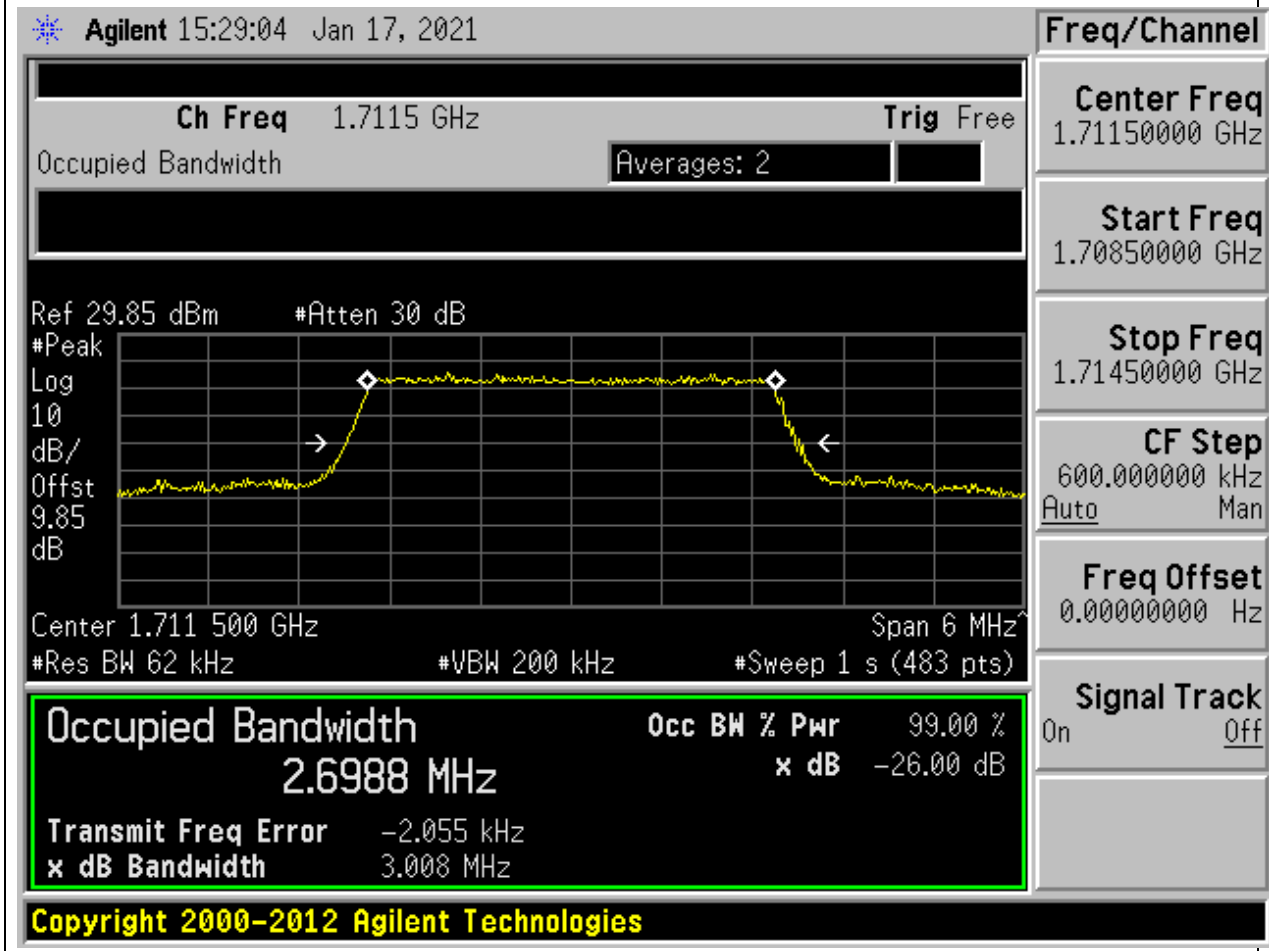 Agilent 15:29:04 Jan 17, 2021
Freq/Channel
Ch Freq 1.7115 GHz Trig Free
Occupied Bandwidth Averages: 2
Center Freq
1.71150000 GHz
Start Freq
1.70850000 GHz
Stop Freq
1.71450000 GHz
CF Step
600.000000 kHz
Auto Man
Freq Offset
0.00000000 Hz
Signal Track
On Off
Ref 29.85 dBm #Atten 30 dB
#Peak
Log
10
dB/
Offst
9.85
dB
Center 1.711 500 GHz Span 6 MHz^
#Res BW 62 kHz #VBW 200 kHz #Sweep 1 s (483 pts)
Occupied Bandwidth Occ BW % Pwr 99.00 %
2.6988 MHz x dB -26.00 dB
Transmit Freq Error -2.055 kHz
x dB Bandwidth 3.008 MHz
Copyright 2000-2012 Agilent Technologies